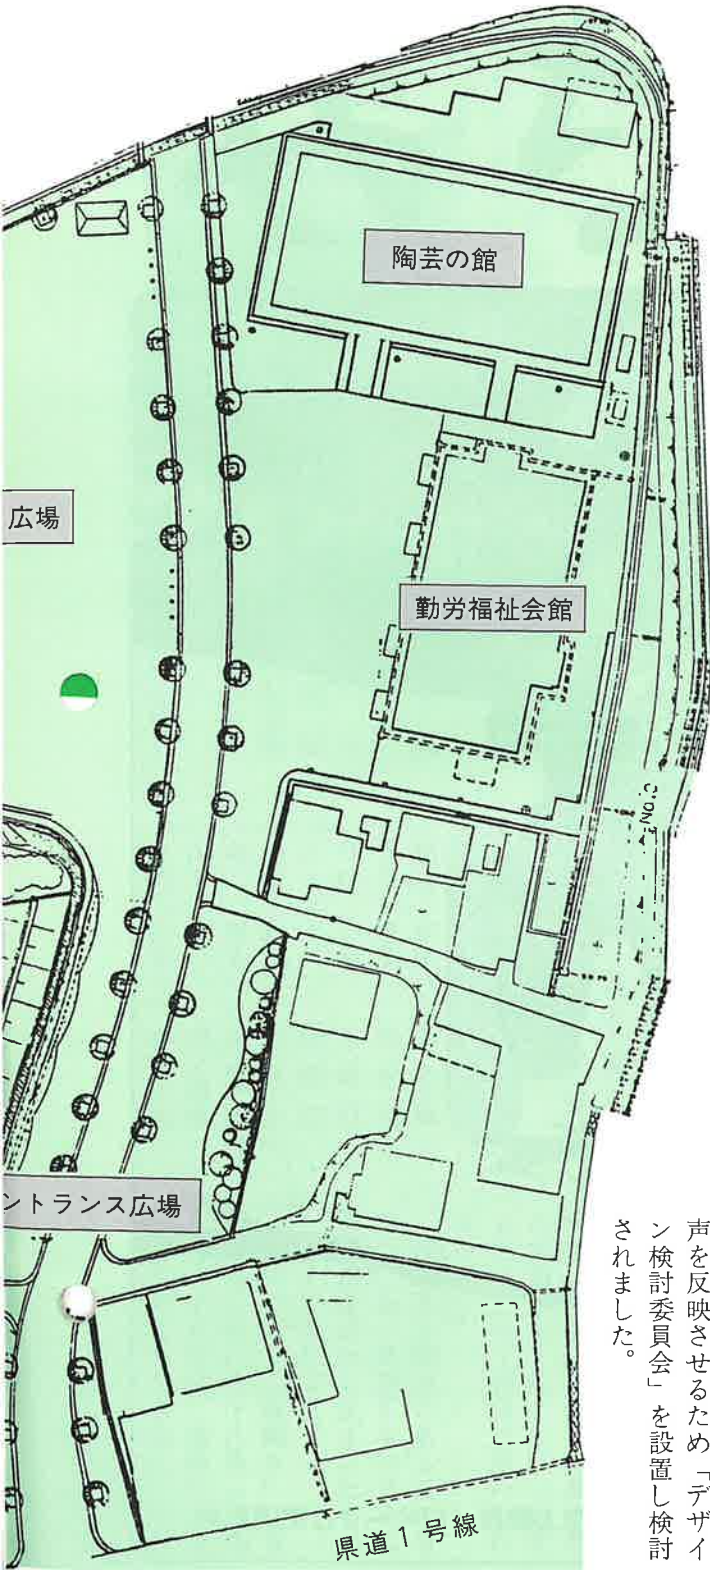 陶芸の館
広場
勤労福祉会館
No.2
ントランス広場
県道1号線
声を反映させるため「デザイ
ン検討委員会」を設置し検討
されました。